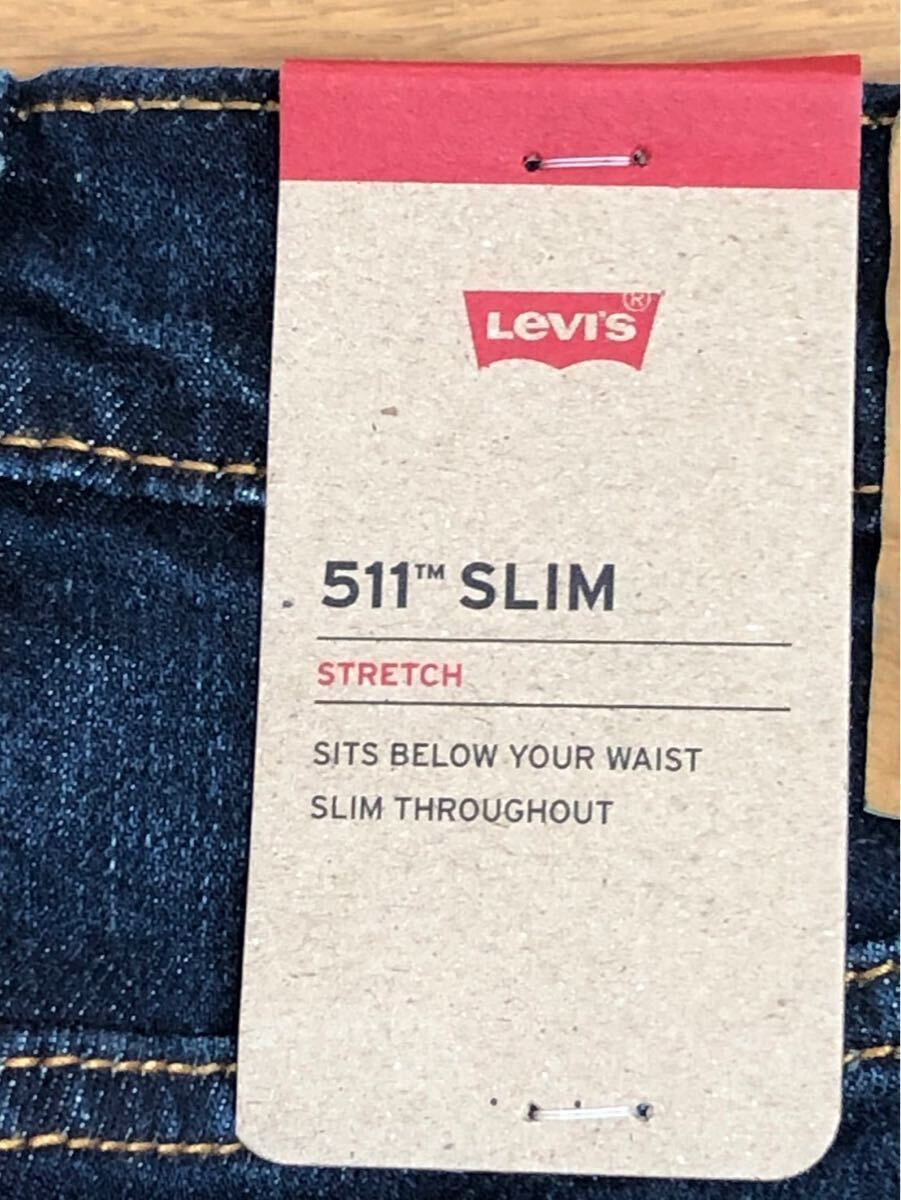 LEVI'S®
511™ SLIM
STRETCH
SITS BELOW YOUR WAIST
SLIM THROUGHOUT